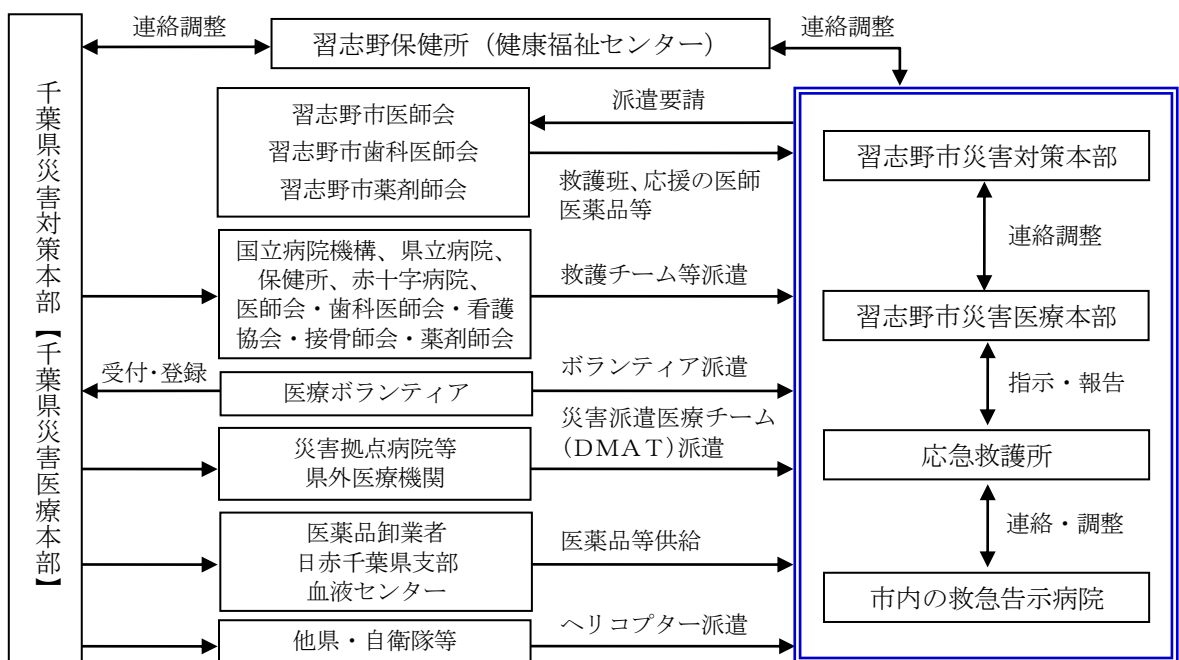 連絡調整
習志野保健所（健康福祉センター）
連絡調整
千葉県災害対策本部【千葉県災害医療本部】
習志野市医師会
習志野市歯科医師会
習志野市薬剤師会
派遣要請
救護班、応援の医師
医薬品等
国立病院機構、県立病院、
保健所、赤十字病院、
医師会・歯科医師会・看護
協会・接骨師会・薬剤師会
救護チーム等派遣
受付・登録
医療ボランティア
ボランティア派遣
災害拠点病院等
県外医療機関
災害派遣医療チーム
（ＤＭＡＴ）派遣
医薬品卸業者
日赤千葉県支部
血液センター
医薬品等供給
他県・自衛隊等
ヘリコプター派遣
習志野市災害対策本部
連絡調整
習志野市災害医療本部
指示・報告
応急救護所
連絡・調整
市内の救急告示病院